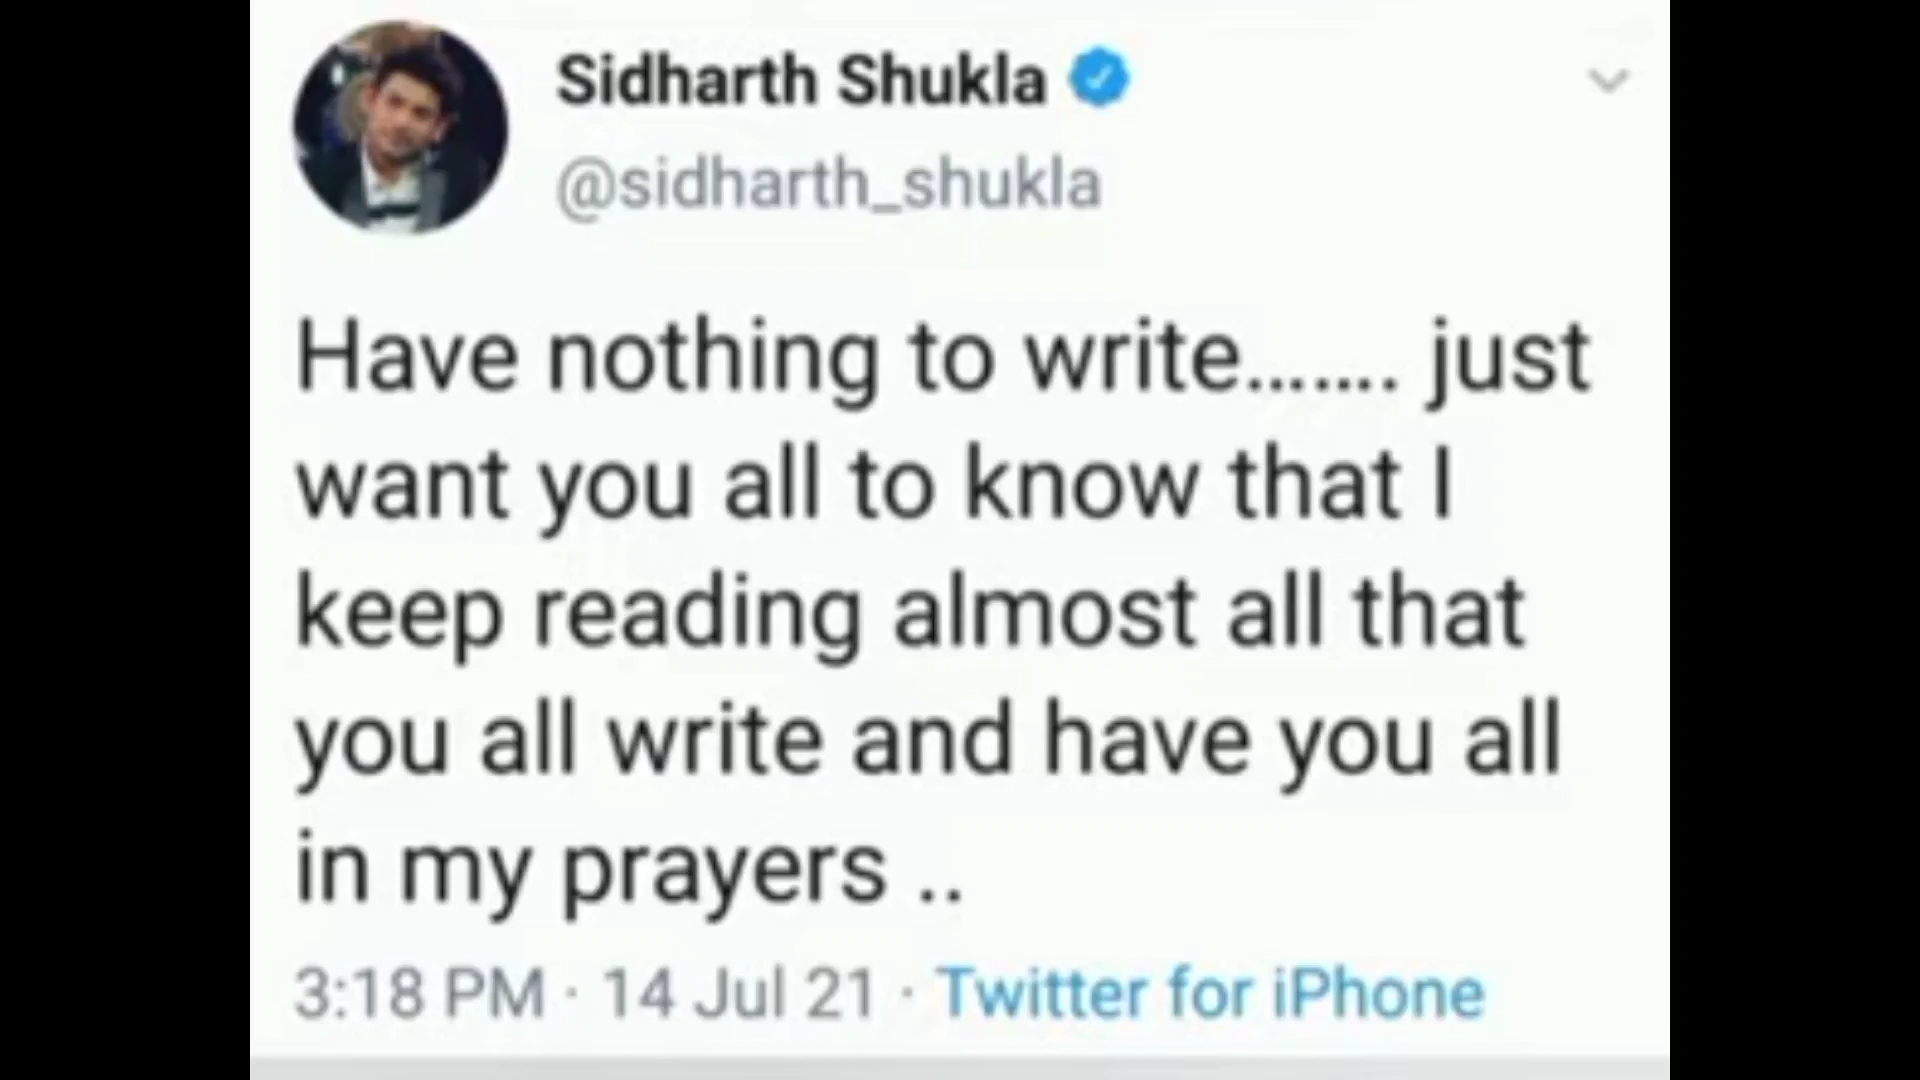 Sidharth Shukla
@sidharth_shukla
Have nothing to write....... just
want you all to know that I
keep reading almost all that
you all write and have you all
in my prayers ..
3:18 PM · 14 Jul 21 · Twitter for iPhone